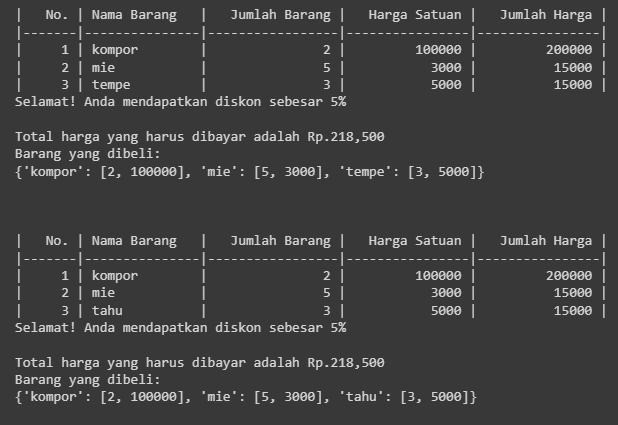 |   No. | Nama Barang   |   Jumlah Barang |   Harga Satuan |   Jumlah Harga |
|-------|---------------|-----------------|----------------|----------------|
|     1 | kompor        |               2 |         100000 |         200000 |
|     2 | mie           |               5 |           3000 |          15000 |
|     3 | tempe         |               3 |           5000 |          15000 |
Selamat! Anda mendapatkan diskon sebesar 5%
Total harga yang harus dibayar adalah Rp.218,500
Barang yang dibeli:
{'kompor': [2, 100000], 'mie': [5, 3000], 'tempe': [3, 5000]}
|   No. | Nama Barang   |   Jumlah Barang |   Harga Satuan |   Jumlah Harga |
|-------|---------------|-----------------|----------------|----------------|
|     1 | kompor        |               2 |         100000 |         200000 |
|     2 | mie           |               5 |           3000 |          15000 |
|     3 | tahu          |               3 |           5000 |          15000 |
Selamat! Anda mendapatkan diskon sebesar 5%
Total harga yang harus dibayar adalah Rp.218,500
Barang yang dibeli:
{'kompor': [2, 100000], 'mie': [5, 3000], 'tahu': [3, 5000]}